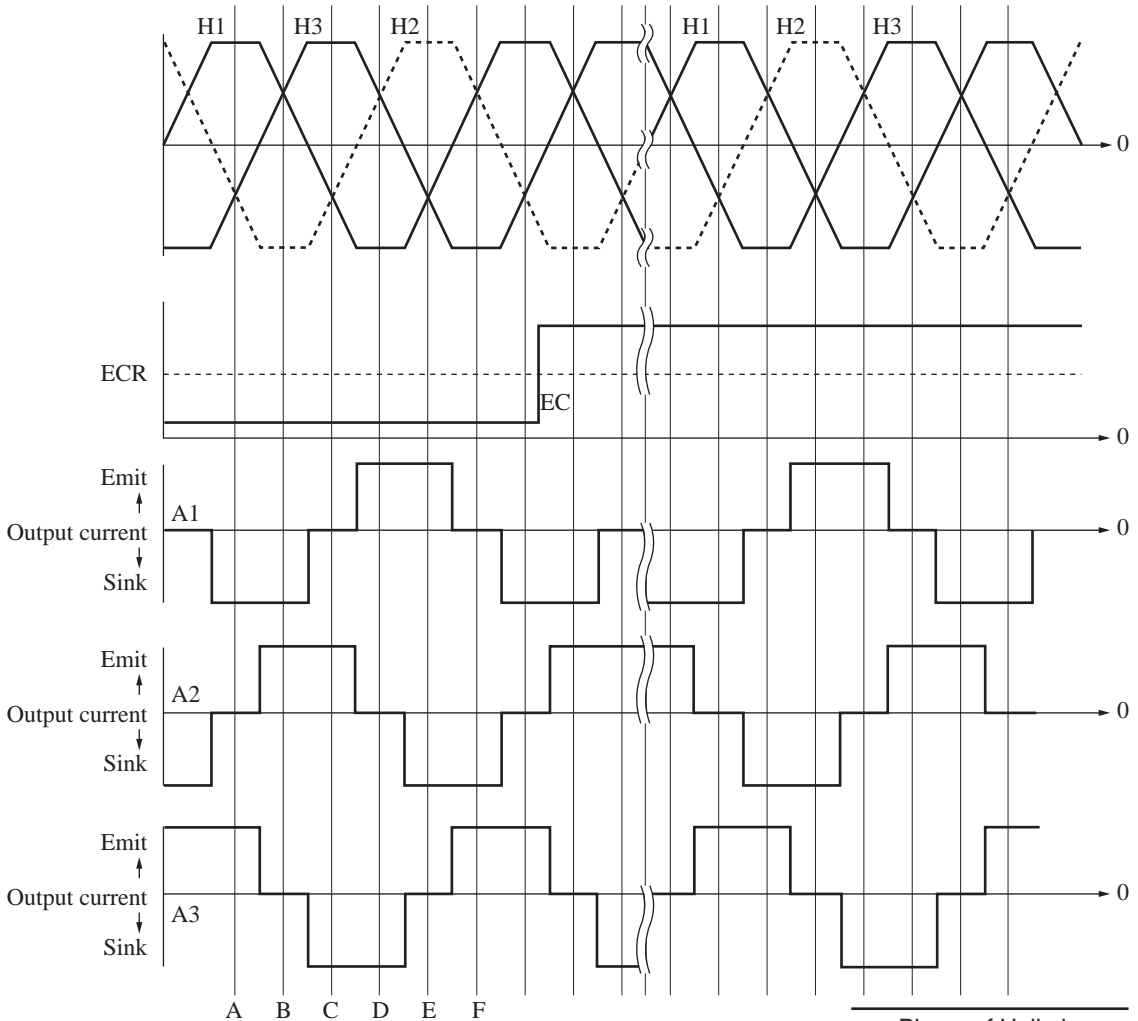 H1 H3 H2 H1 H2 H3
0
ECR
EC
0
Emit
A1
Output current
0
Sink
Emit
A2
Output current
0
Sink
Emit
Output current
0
A3
Sink
A B C D E F